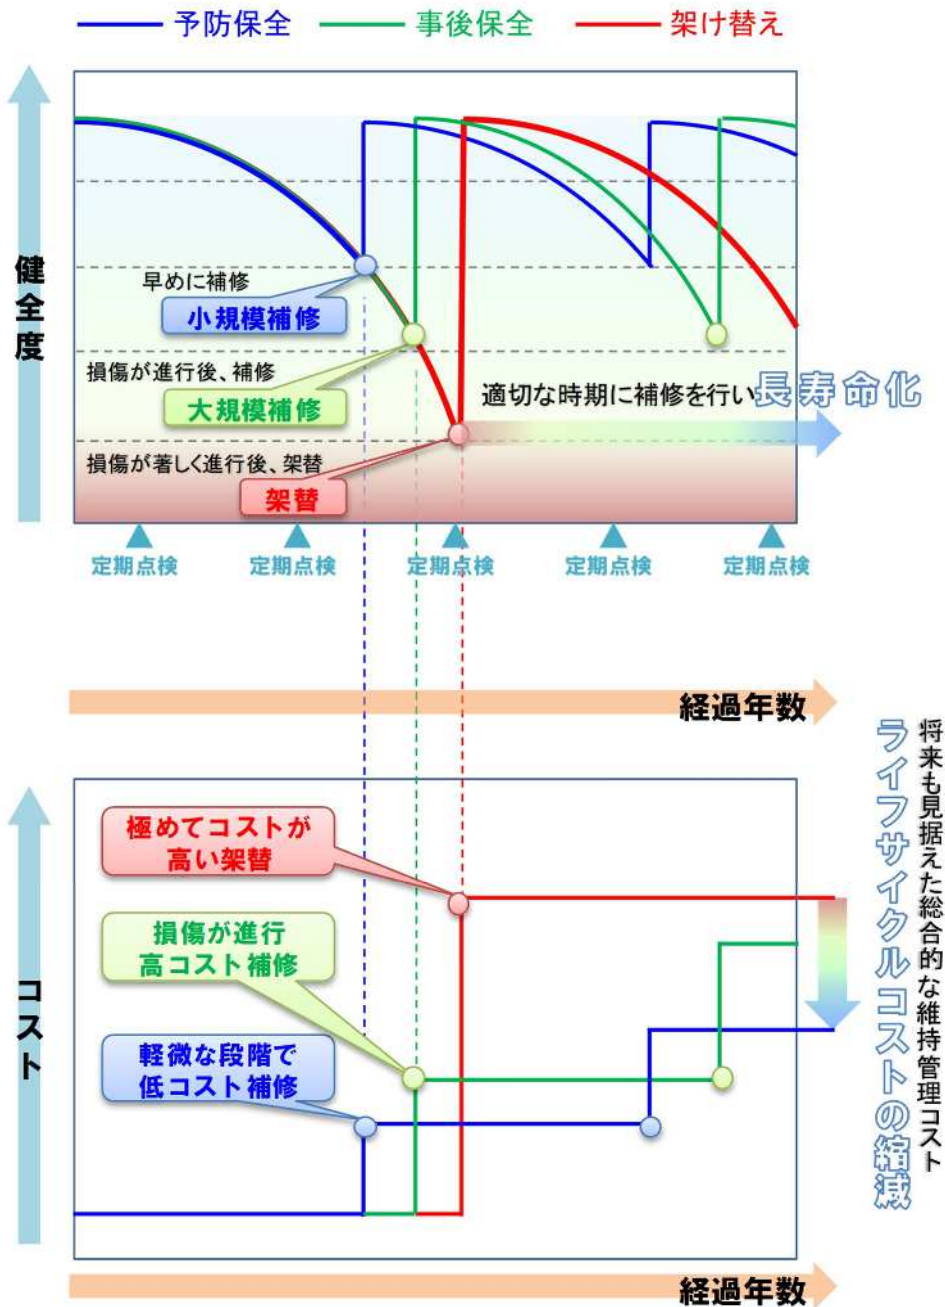 予防保全
事後保全
架け替え
健全度
早めに補修
小規模補修
損傷が進行後、補修
大規模補修
適切な時期に補修を行い長寿命化
損傷が著しく進行後、架替
架替
定期点検
定期点検
定期点検
定期点検
定期点検
経過年数
コスト
極めてコストが
高い架替
損傷が進行
高コスト補修
軽微な段階で
低コスト補修
将来も見据えた総合的な維持管理コスト
ライフサイクルコストの縮減
経過年数